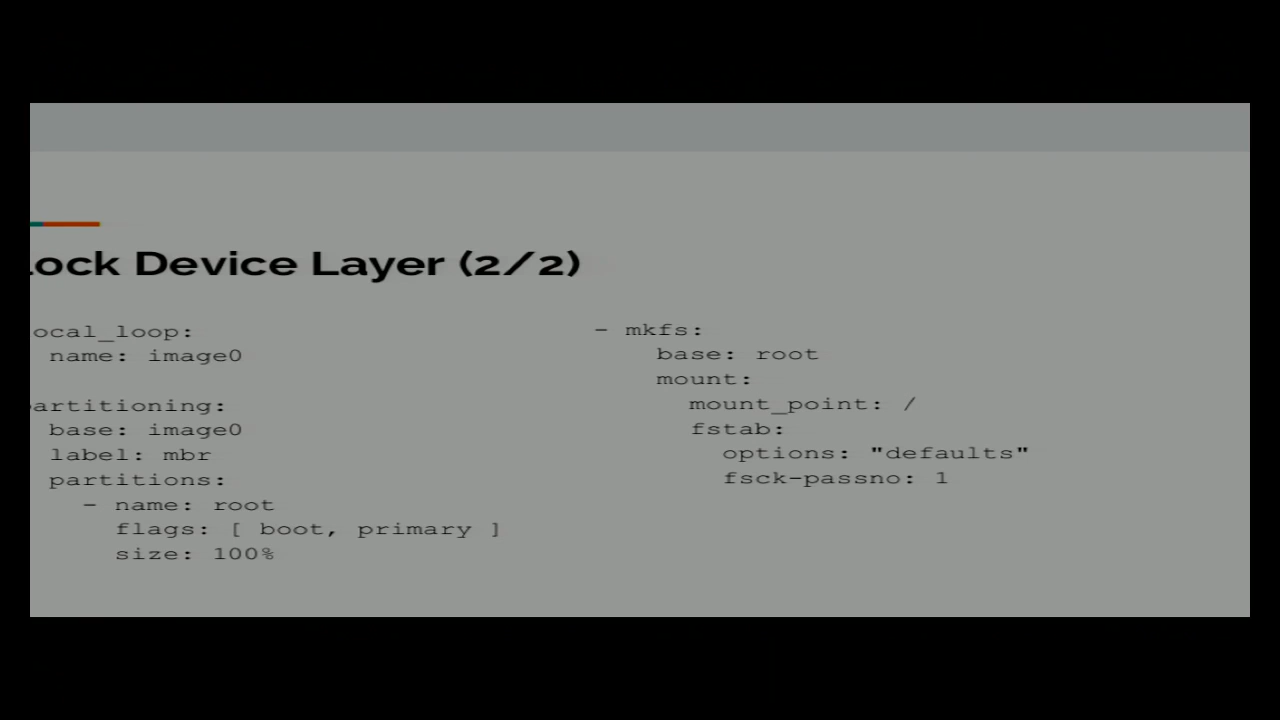 lock Device Layer (2/2)
ocal_loop:
name: image0
artitioning:
base: image0
label: mbr
partitions:
- name: root
flags: [ boot, primary ]
size: 100%
- mkfs:
base: root
mount:
mount_point: /
fstab:
options: "defaults"
fsck-passno: 1